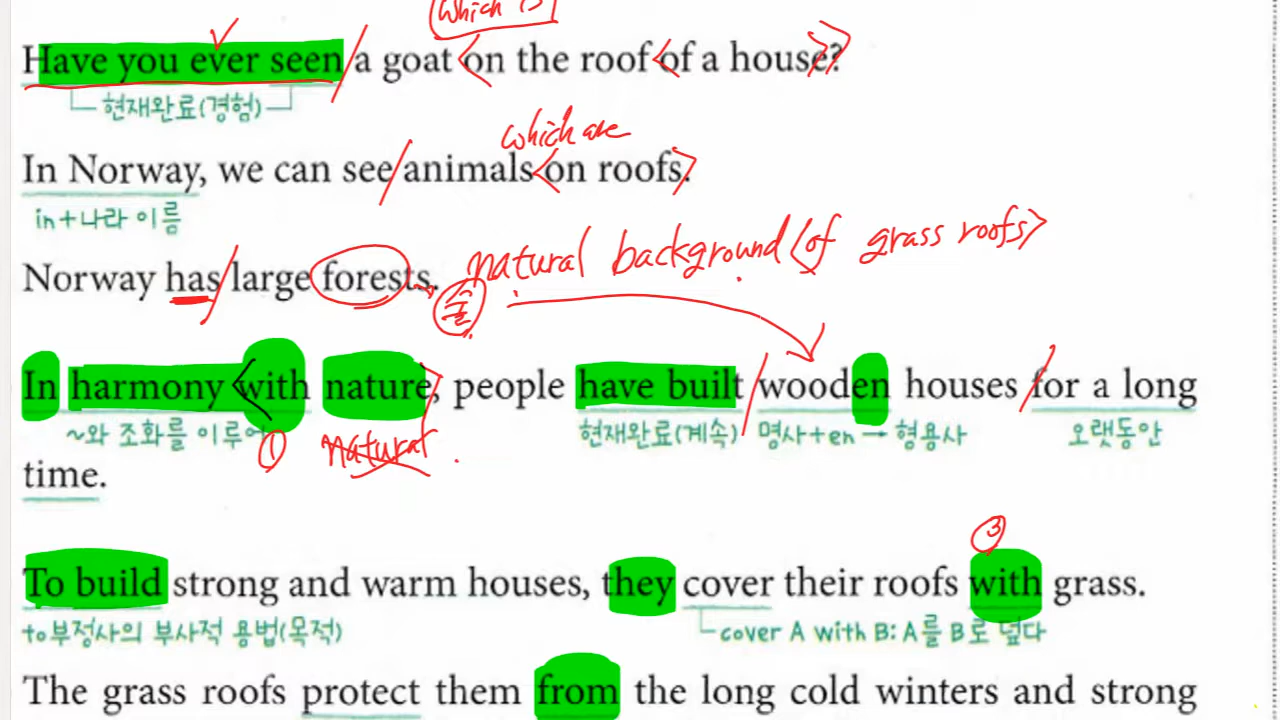 which is
Have you ever seen a goat on the roof of a house?
현재완료(경험)
which are
In Norway, we can see animals on roofs.
in+나라 이름
natural background of grass roofs
Norway has large forests.
In harmony with nature, people have built wooden houses for a long
~와 조화를 이루어 현재완료(계속) 명사+en → 형용사 오랫동안
① natural
time.
③
To build strong and warm houses, they cover their roofs with grass.
to부정사의 부사적 용법(목적) cover A with B: A를 B로 덮다
The grass roofs protect them from the long cold winters and strong